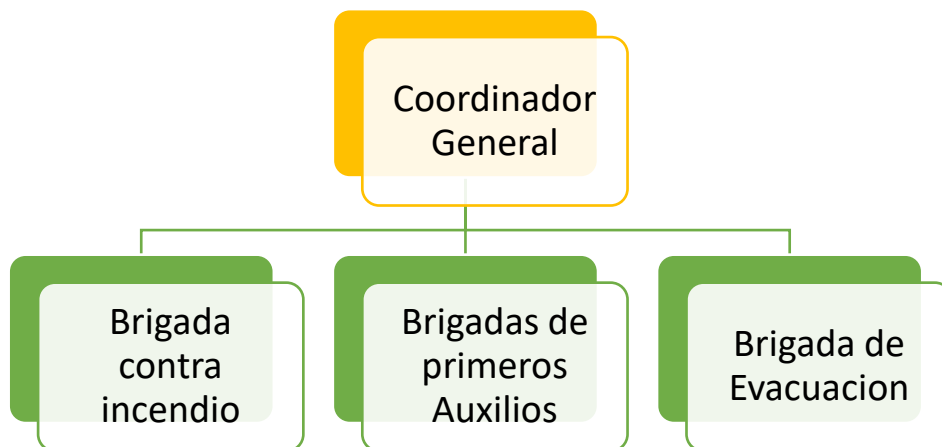 Coordinador
General
Brigada
contra
incendio
Brigadas de
primeros
Auxilios
Brigada de
Evacuacion